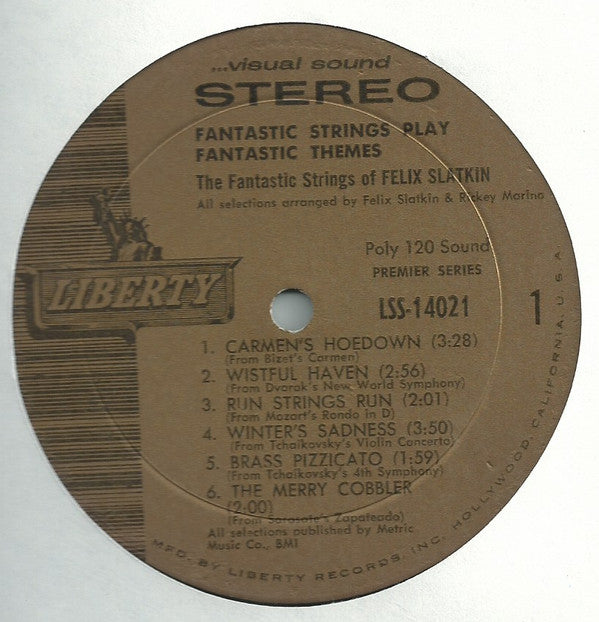 ...visual sound
STEREO
FANTASTIC STRINGS PLAY
FANTASTIC THEMES
The Fantastic Strings of FELIX SLATKIN
All selections arranged by Felix Slatkin & Rickey Marino
Poly 120 Sound
PREMIER SERIES
LIBERTY
LSS-14021
1
1. CARMEN'S HOEDOWN (3:28)
(From Bizet's Carmen)
2. WISTFUL HAVEN (2:56)
(From Dvorak's New World Symphony)
3. RUN STRINGS RUN (2:01)
(From Mozart's Rondo in D)
4. WINTER'S SADNESS (3:50)
(From Tchaikovsky's Violin Concerto)
5. BRASS PIZZICATO (1:59)
(From Tchaikovsky's 4th Symphony)
6. THE MERRY COBBLER
(2:00)
(From Sarasate's Zapateado)
All selections published by Metric
Music Co., BMI
MFG. BY LIBERTY RECORDS, INC. HOLLYWOOD, CALIFORNIA, U.S.A.